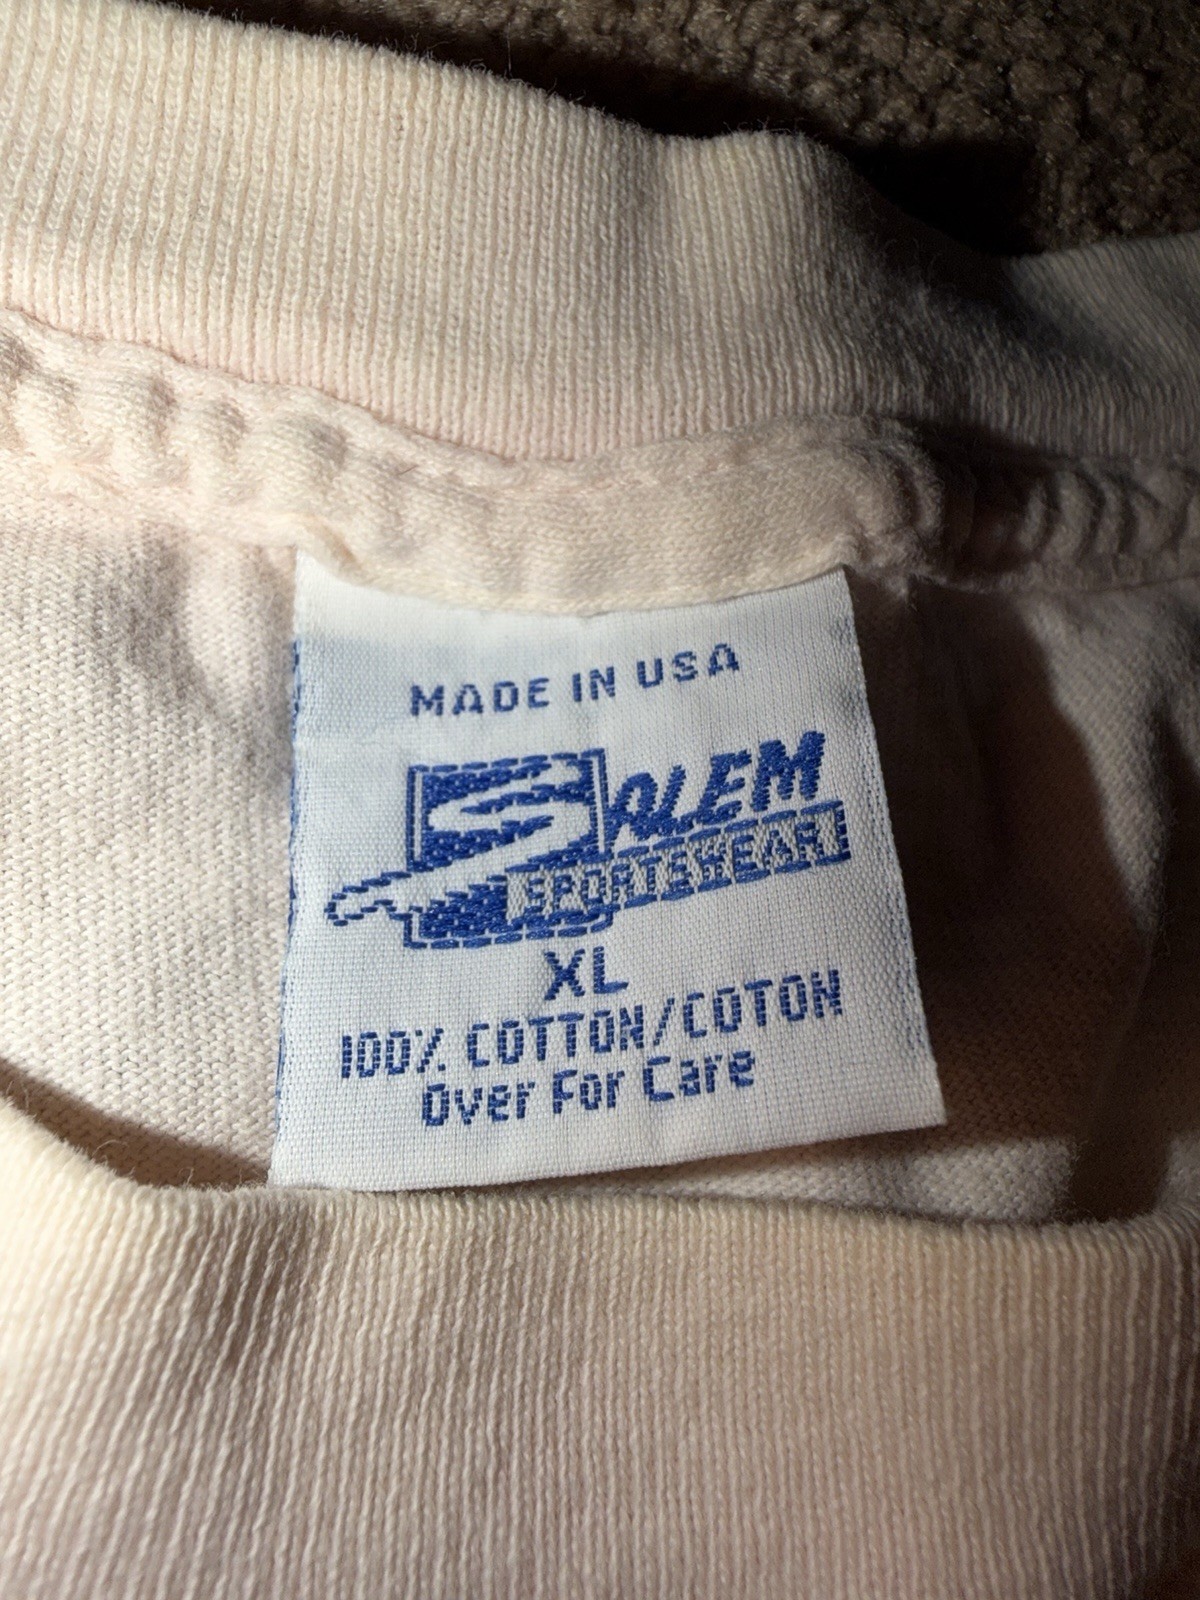 MADE IN USA
SALEM
SPORTSWEAR
XL
100% COTTON/COTON
Over For Care